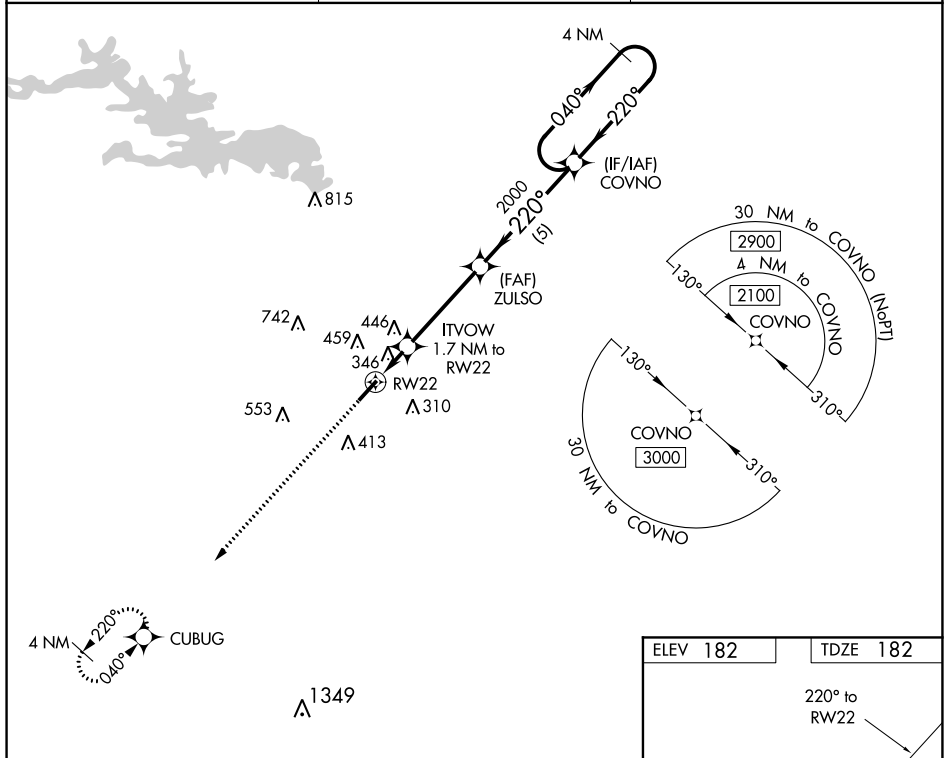 4 NM
040°
220°
(IF/IAF)
COVNO
2000
220°
(5)
815
(FAF)
ZULSO
30 NM to COVNO (NoPT)
2900
130°
4 NM to COVNO
2100
COVNO
310°
742
446
459
346
ITVOW
1.7 NM to
RW22
RW22
310
553
413
130°
COVNO
3000
310°
30 NM to COVNO
4 NM
220°
040°
CUBUG
1349
ELEV 182
TDZE 182
220° to
RW22